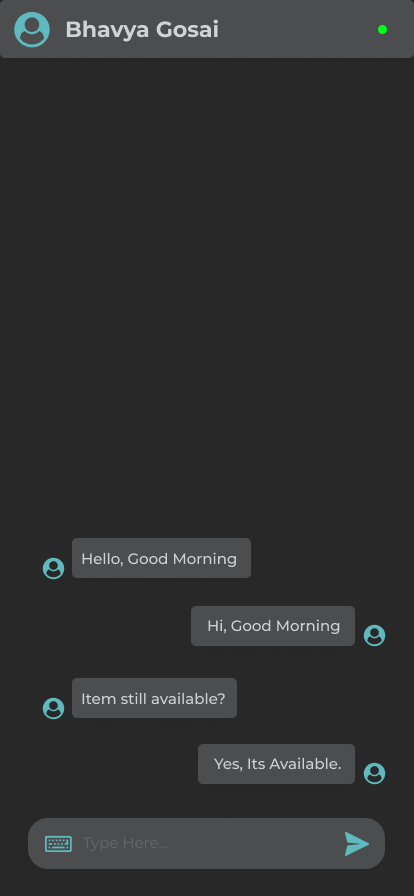 Bhavya Gosai
Hello, Good Morning
Hi, Good Morning
Item still available?
Yes, Its Available.
Type Here...